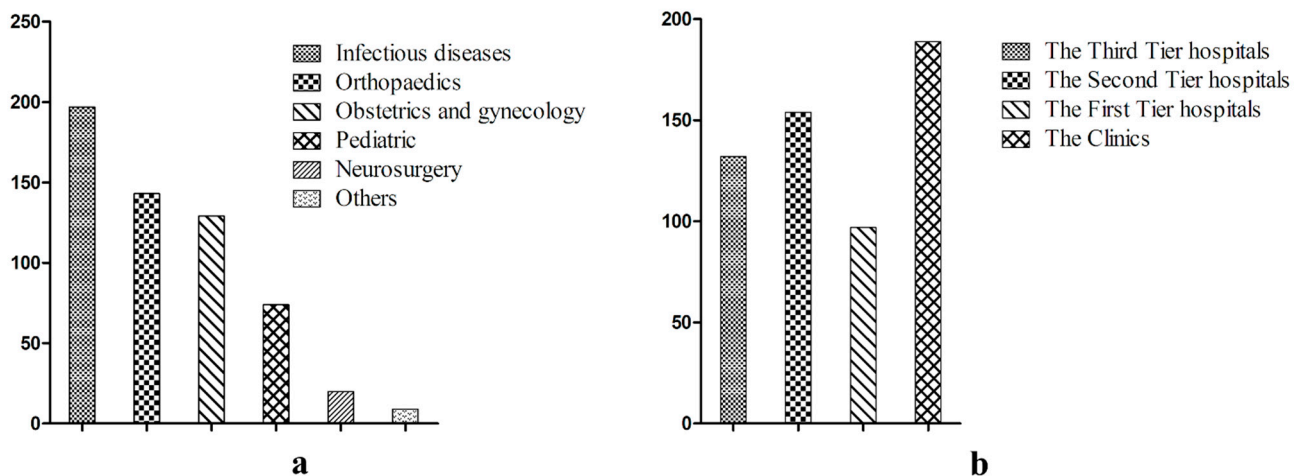 250
200
150
100
50
0
Infectious diseases
Orthopaedics
Obstetrics and gynecology
Pediatric
Neurosurgery
Others
a
200
150
100
50
0
The Third Tier hospitals
The Second Tier hospitals
The First Tier hospitals
The Clinics
b